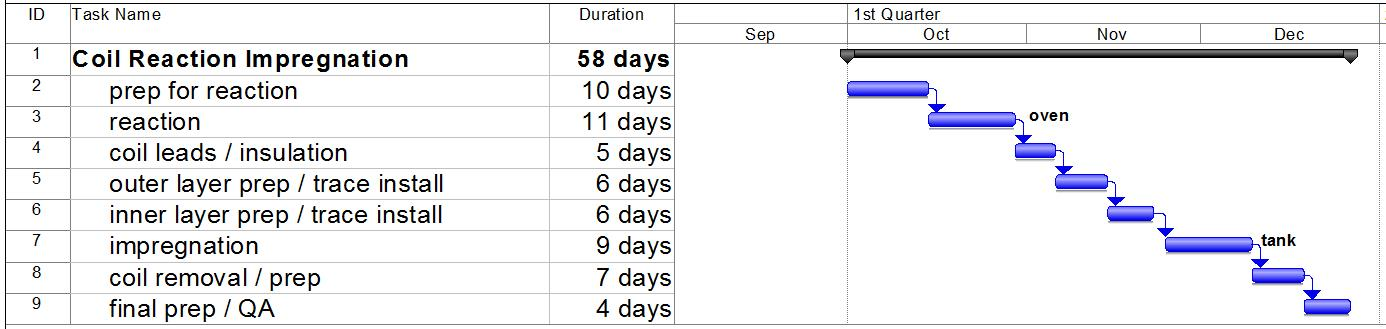 ID Task Name Duration 1st Quarter
Sep Oct Nov Dec
1 Coil Reaction Impregnation 58 days
2 prep for reaction 10 days
3 reaction 11 days oven
4 coil leads / insulation 5 days
5 outer layer prep / trace install 6 days
6 inner layer prep / trace install 6 days
7 impregnation 9 days tank
8 coil removal / prep 7 days
9 final prep / QA 4 days